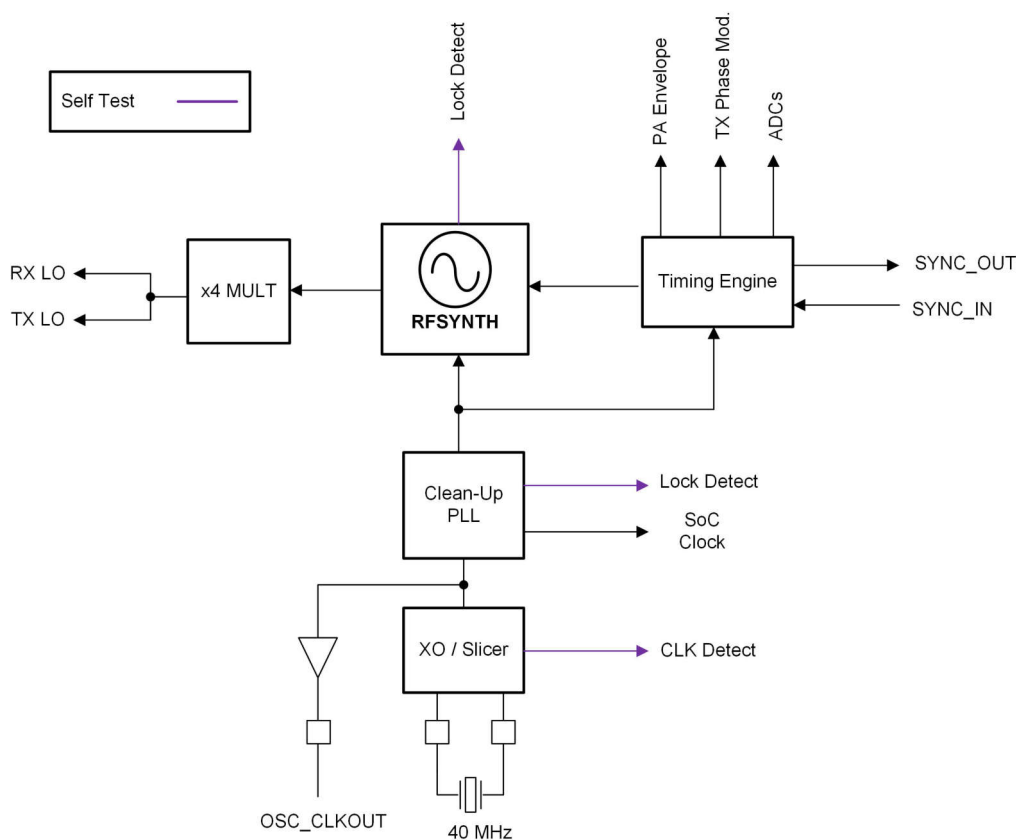 Self Test
Lock Detect
PA Envelope
TX Phase Mod.
ADCs
RX LO
TX LO
x4 MULT
RFSYNTH
Timing Engine
SYNC_OUT
SYNC_IN
Clean-Up
PLL
Lock Detect
SoC
Clock
XO / Slicer
CLK Detect
OSC_CLKOUT
40 MHz